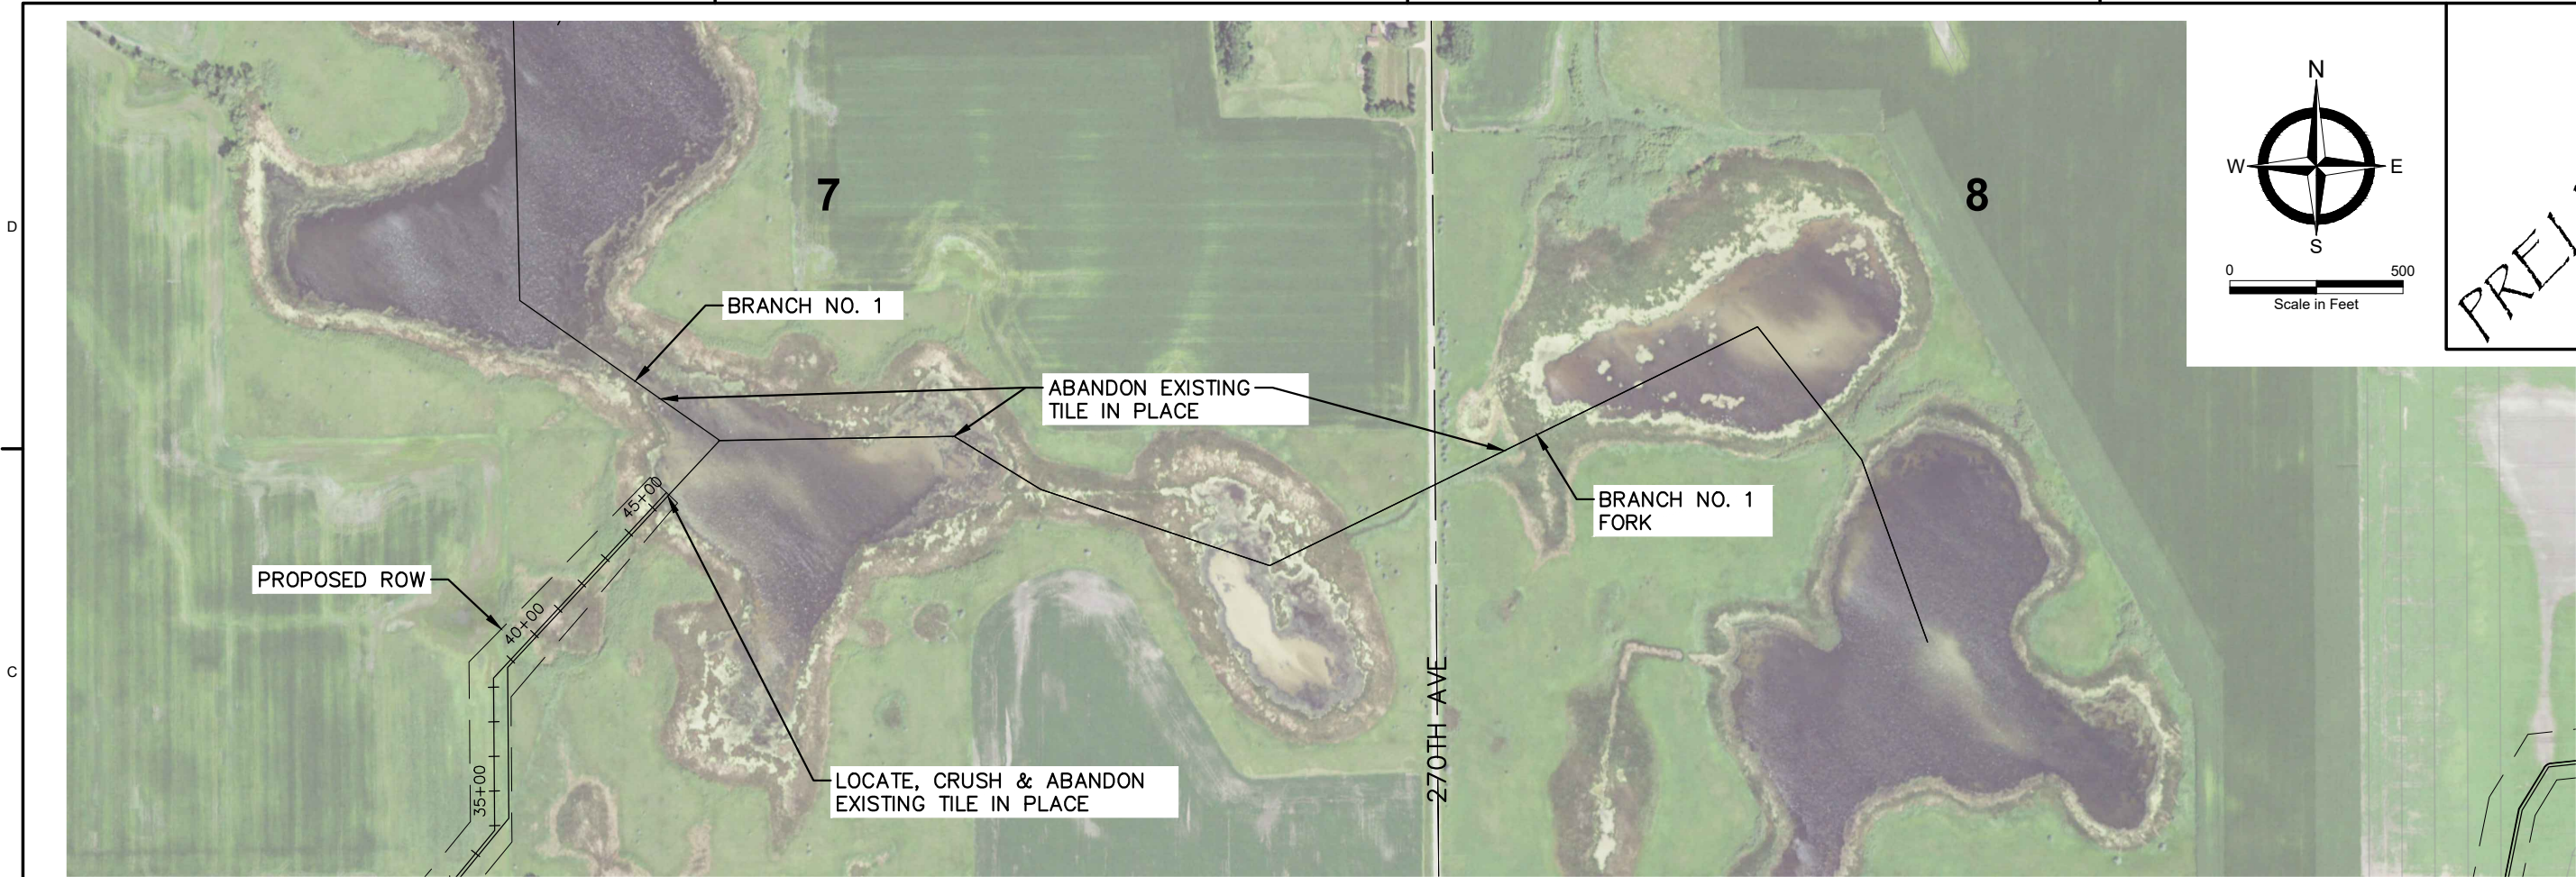 N
W E
S
0 500
Scale in Feet
7
8
D
BRANCH NO. 1
ABANDON EXISTING
TILE IN PLACE
BRANCH NO. 1
FORK
45+00
PROPOSED ROW
40+00
C
270TH AVE
35+00
LOCATE, CRUSH & ABANDON
EXISTING TILE IN PLACE